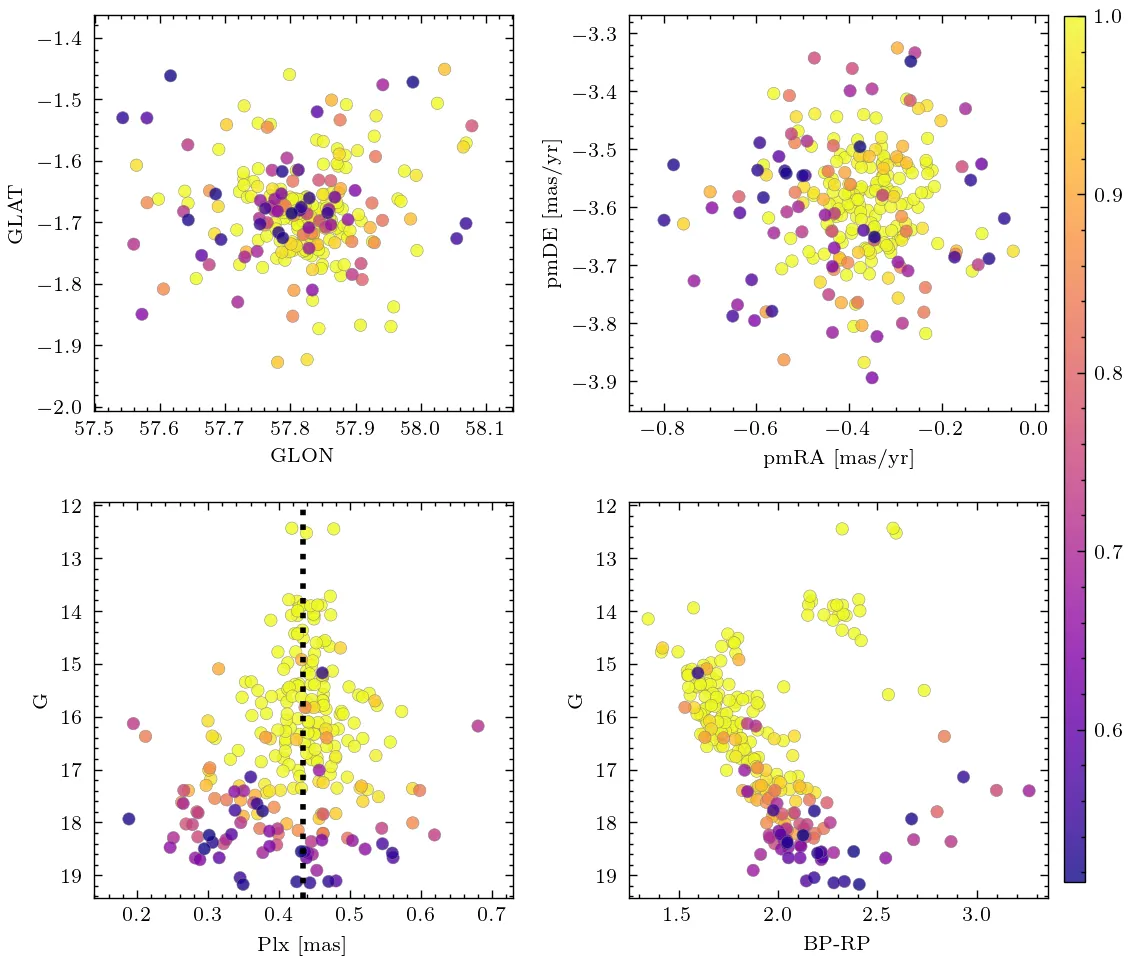 −1.4
−1.5
−1.6
−1.7
−1.8
−1.9
−2.0
GLAT
57.5 57.6 57.7 57.8 57.9 58.0 58.1
GLON
−3.3
−3.4
−3.5
−3.6
−3.7
−3.8
−3.9
pmDE [mas/yr]
−0.8 −0.6 −0.4 −0.2 0.0
pmRA [mas/yr]
12
13
14
15
16
17
18
19
G
0.2 0.3 0.4 0.5 0.6 0.7
Plx [mas]
12
13
14
15
16
17
18
19
G
1.5 2.0 2.5 3.0
BP-RP
1.0
0.9
0.8
0.7
0.6